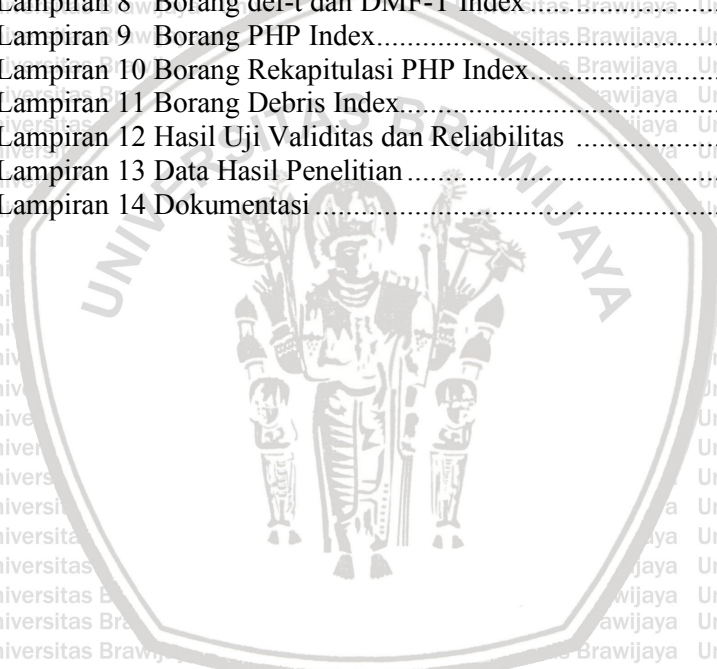 Lampiran 8 Borang def-t dan DMF-T Index..........................
Lampiran 9 Borang PHP Index..........................................
Lampiran 10 Borang Rekapitulasi PHP Index.......................
Lampiran 11 Borang Debris Index.......................................
Lampiran 12 Hasil Uji Validitas dan Reliabilitas ..................
Lampiran 13 Data Hasil Penelitian......................................
Lampiran 14 Dokumentasi..................................................
UNIVERSITAS BRAWIJAYA